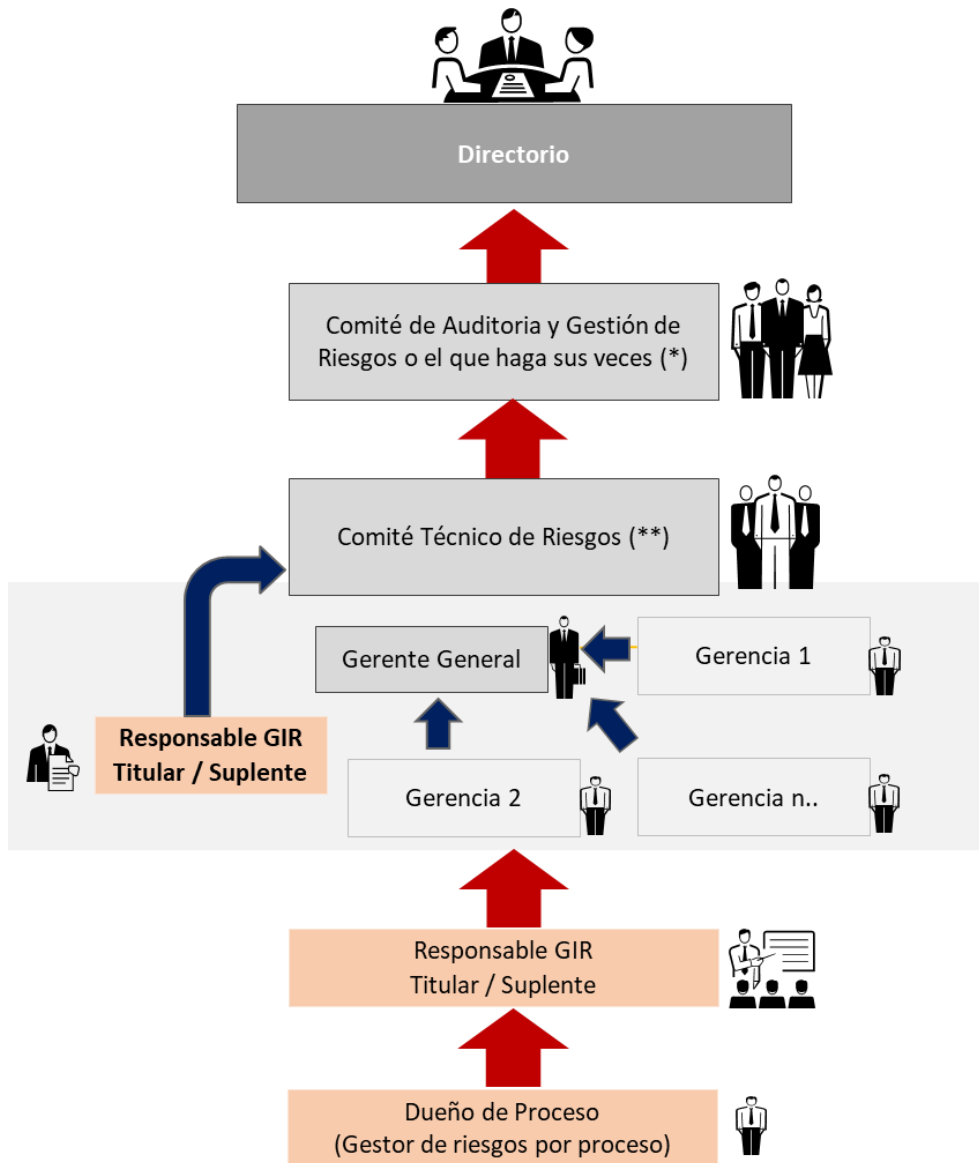 Directorio
Comité de Auditoria y Gestión de
Riesgos o el que haga sus veces (*)
Comité Técnico de Riesgos (**)
Gerente General
Gerencia 1
Responsable GIR
Titular / Suplente
Gerencia 2
Gerencia n..
Responsable GIR
Titular / Suplente
Dueño de Proceso
(Gestor de riesgos por proceso)